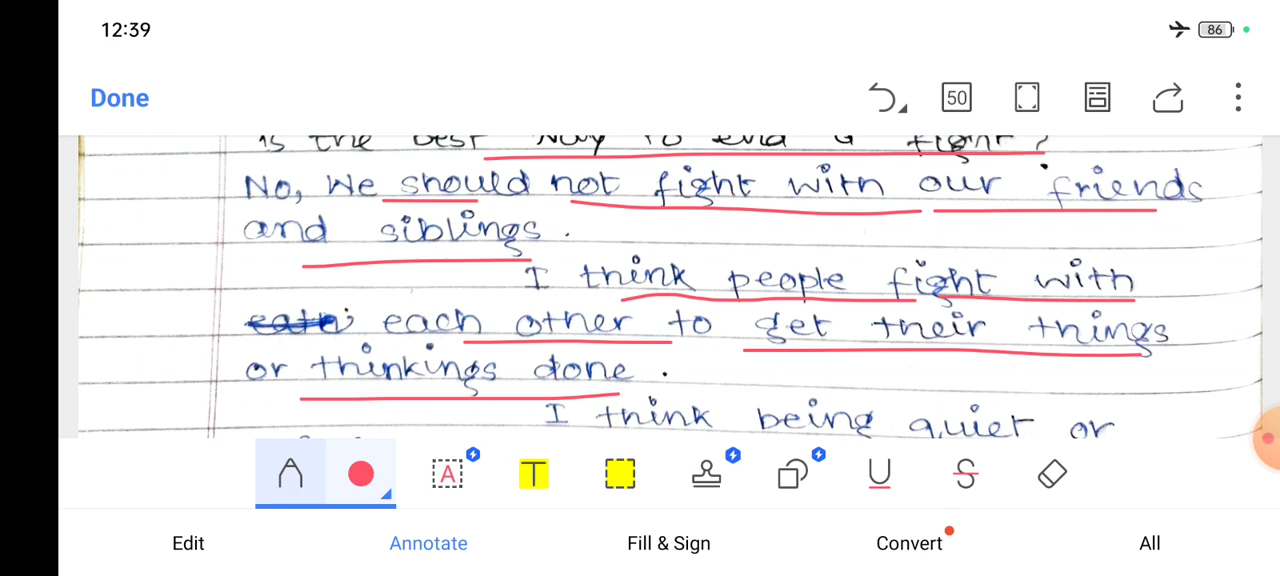 12:39
86
Done
50
is the best way to end a fight?
No, We should not fight with our friends
and siblings.
I think people fight with
each other to get their things
or thinkings done.
I think being quiet or
A
A
T
U
S
Edit
Annotate
Fill & Sign
Convert
All